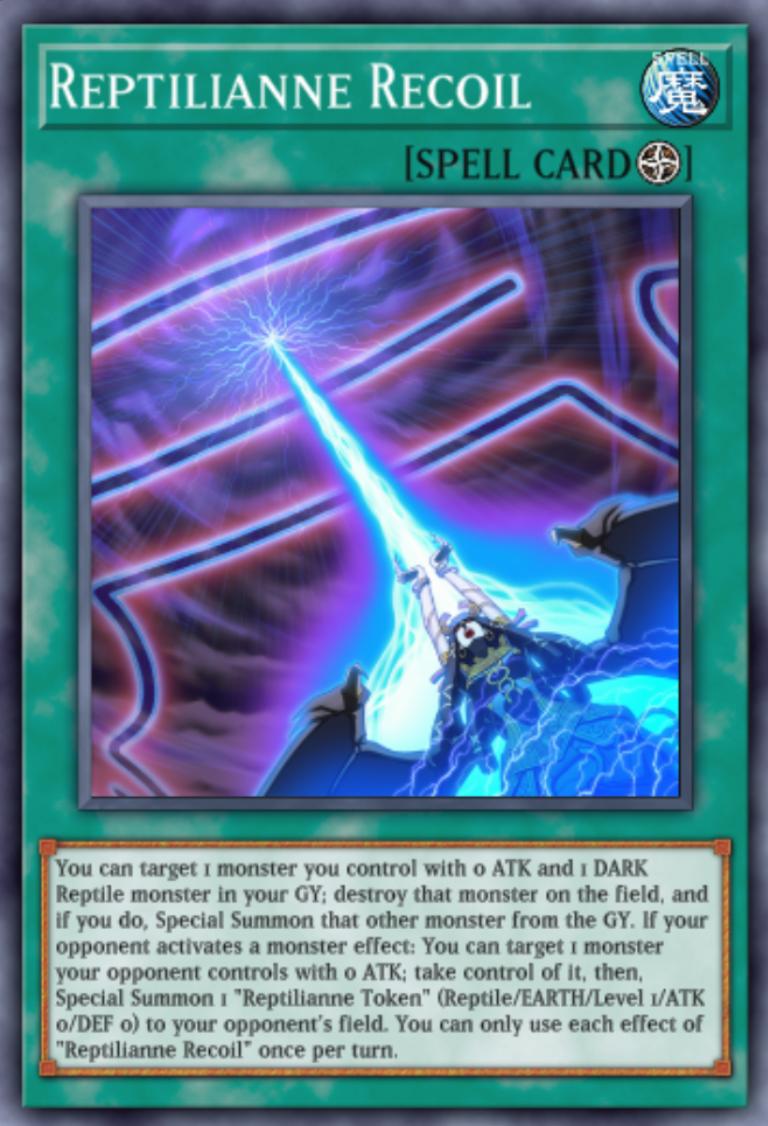 REPTILIANNE RECOIL
SPELL
魔
[SPELL CARD]
You can target 1 monster you control with 0 ATK and 1 DARK
Reptile monster in your GY; destroy that monster on the field, and
if you do, Special Summon that other monster from the GY. If your
opponent activates a monster effect: You can target 1 monster
your opponent controls with 0 ATK; take control of it, then,
Special Summon 1 "Reptilianne Token" (Reptile/EARTH/Level 1/ATK
0/DEF 0) to your opponent's field. You can only use each effect of
"Reptilianne Recoil" once per turn.